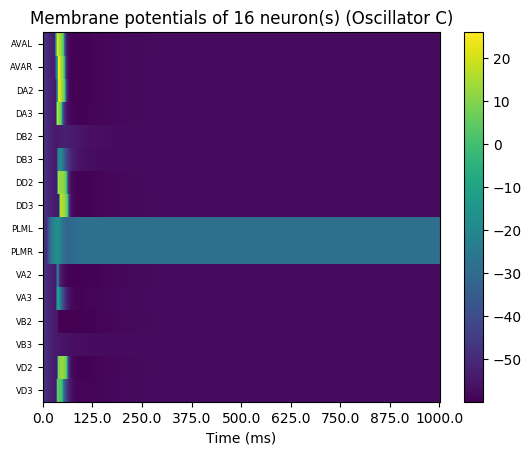 Membrane potentials of 16 neuron(s) (Oscillator C)
AVAL
AVAR
DA2
DA3
DB2
DB3
DD2
DD3
PLML
PLMR
VA2
VA3
VB2
VB3
VD2
VD3
0.0 125.0 250.0 375.0 500.0 625.0 750.0 875.0 1000.0
Time (ms)
20
10
0
−10
−20
−30
−40
−50